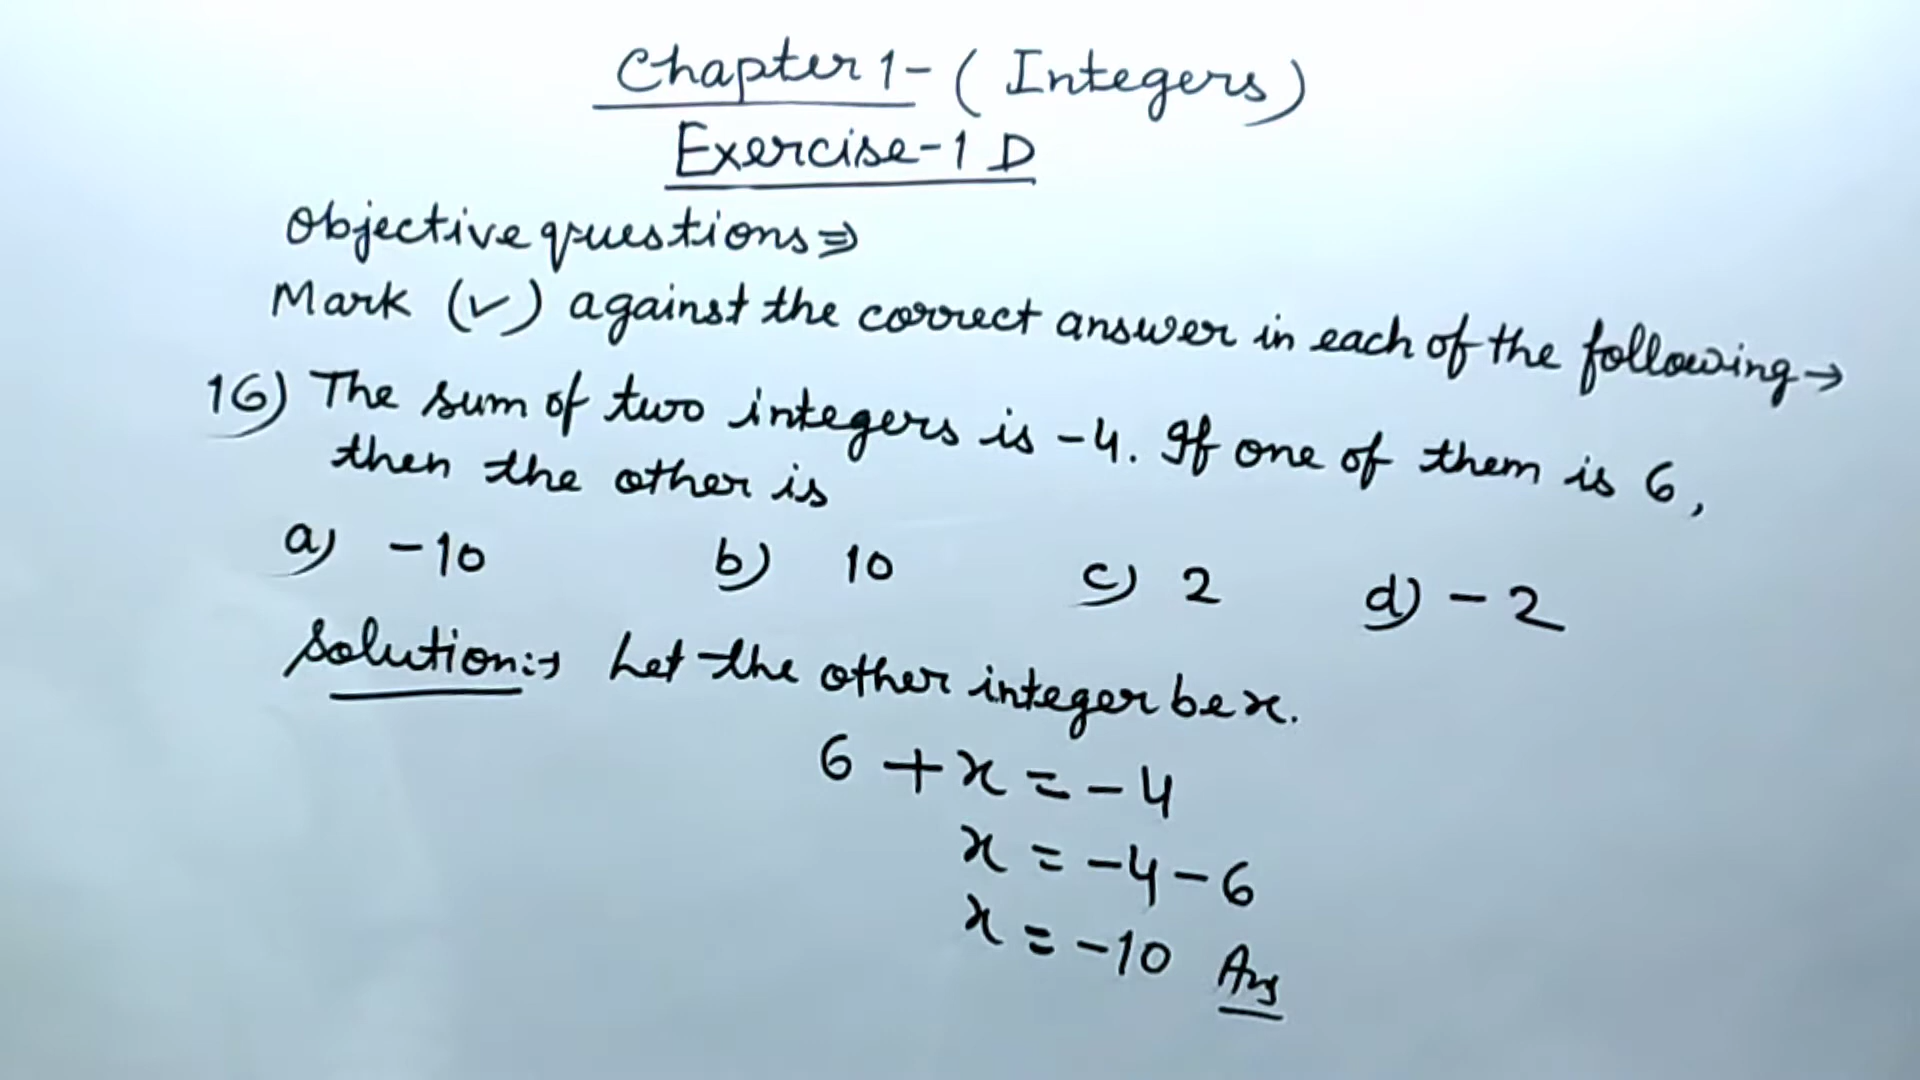 Chapter 1- (Integers)
Exercise-1 D
Objective questions⇒
Mark (✓) against the correct answer in each of the following→
16) The sum of two integers is -4. If one of them is 6,
then the other is
a) -10 b) 10 c) 2 d) -2
Solution:→ Let the other integer be x.
6 + x = -4
x = -4-6
x = -10 Ans